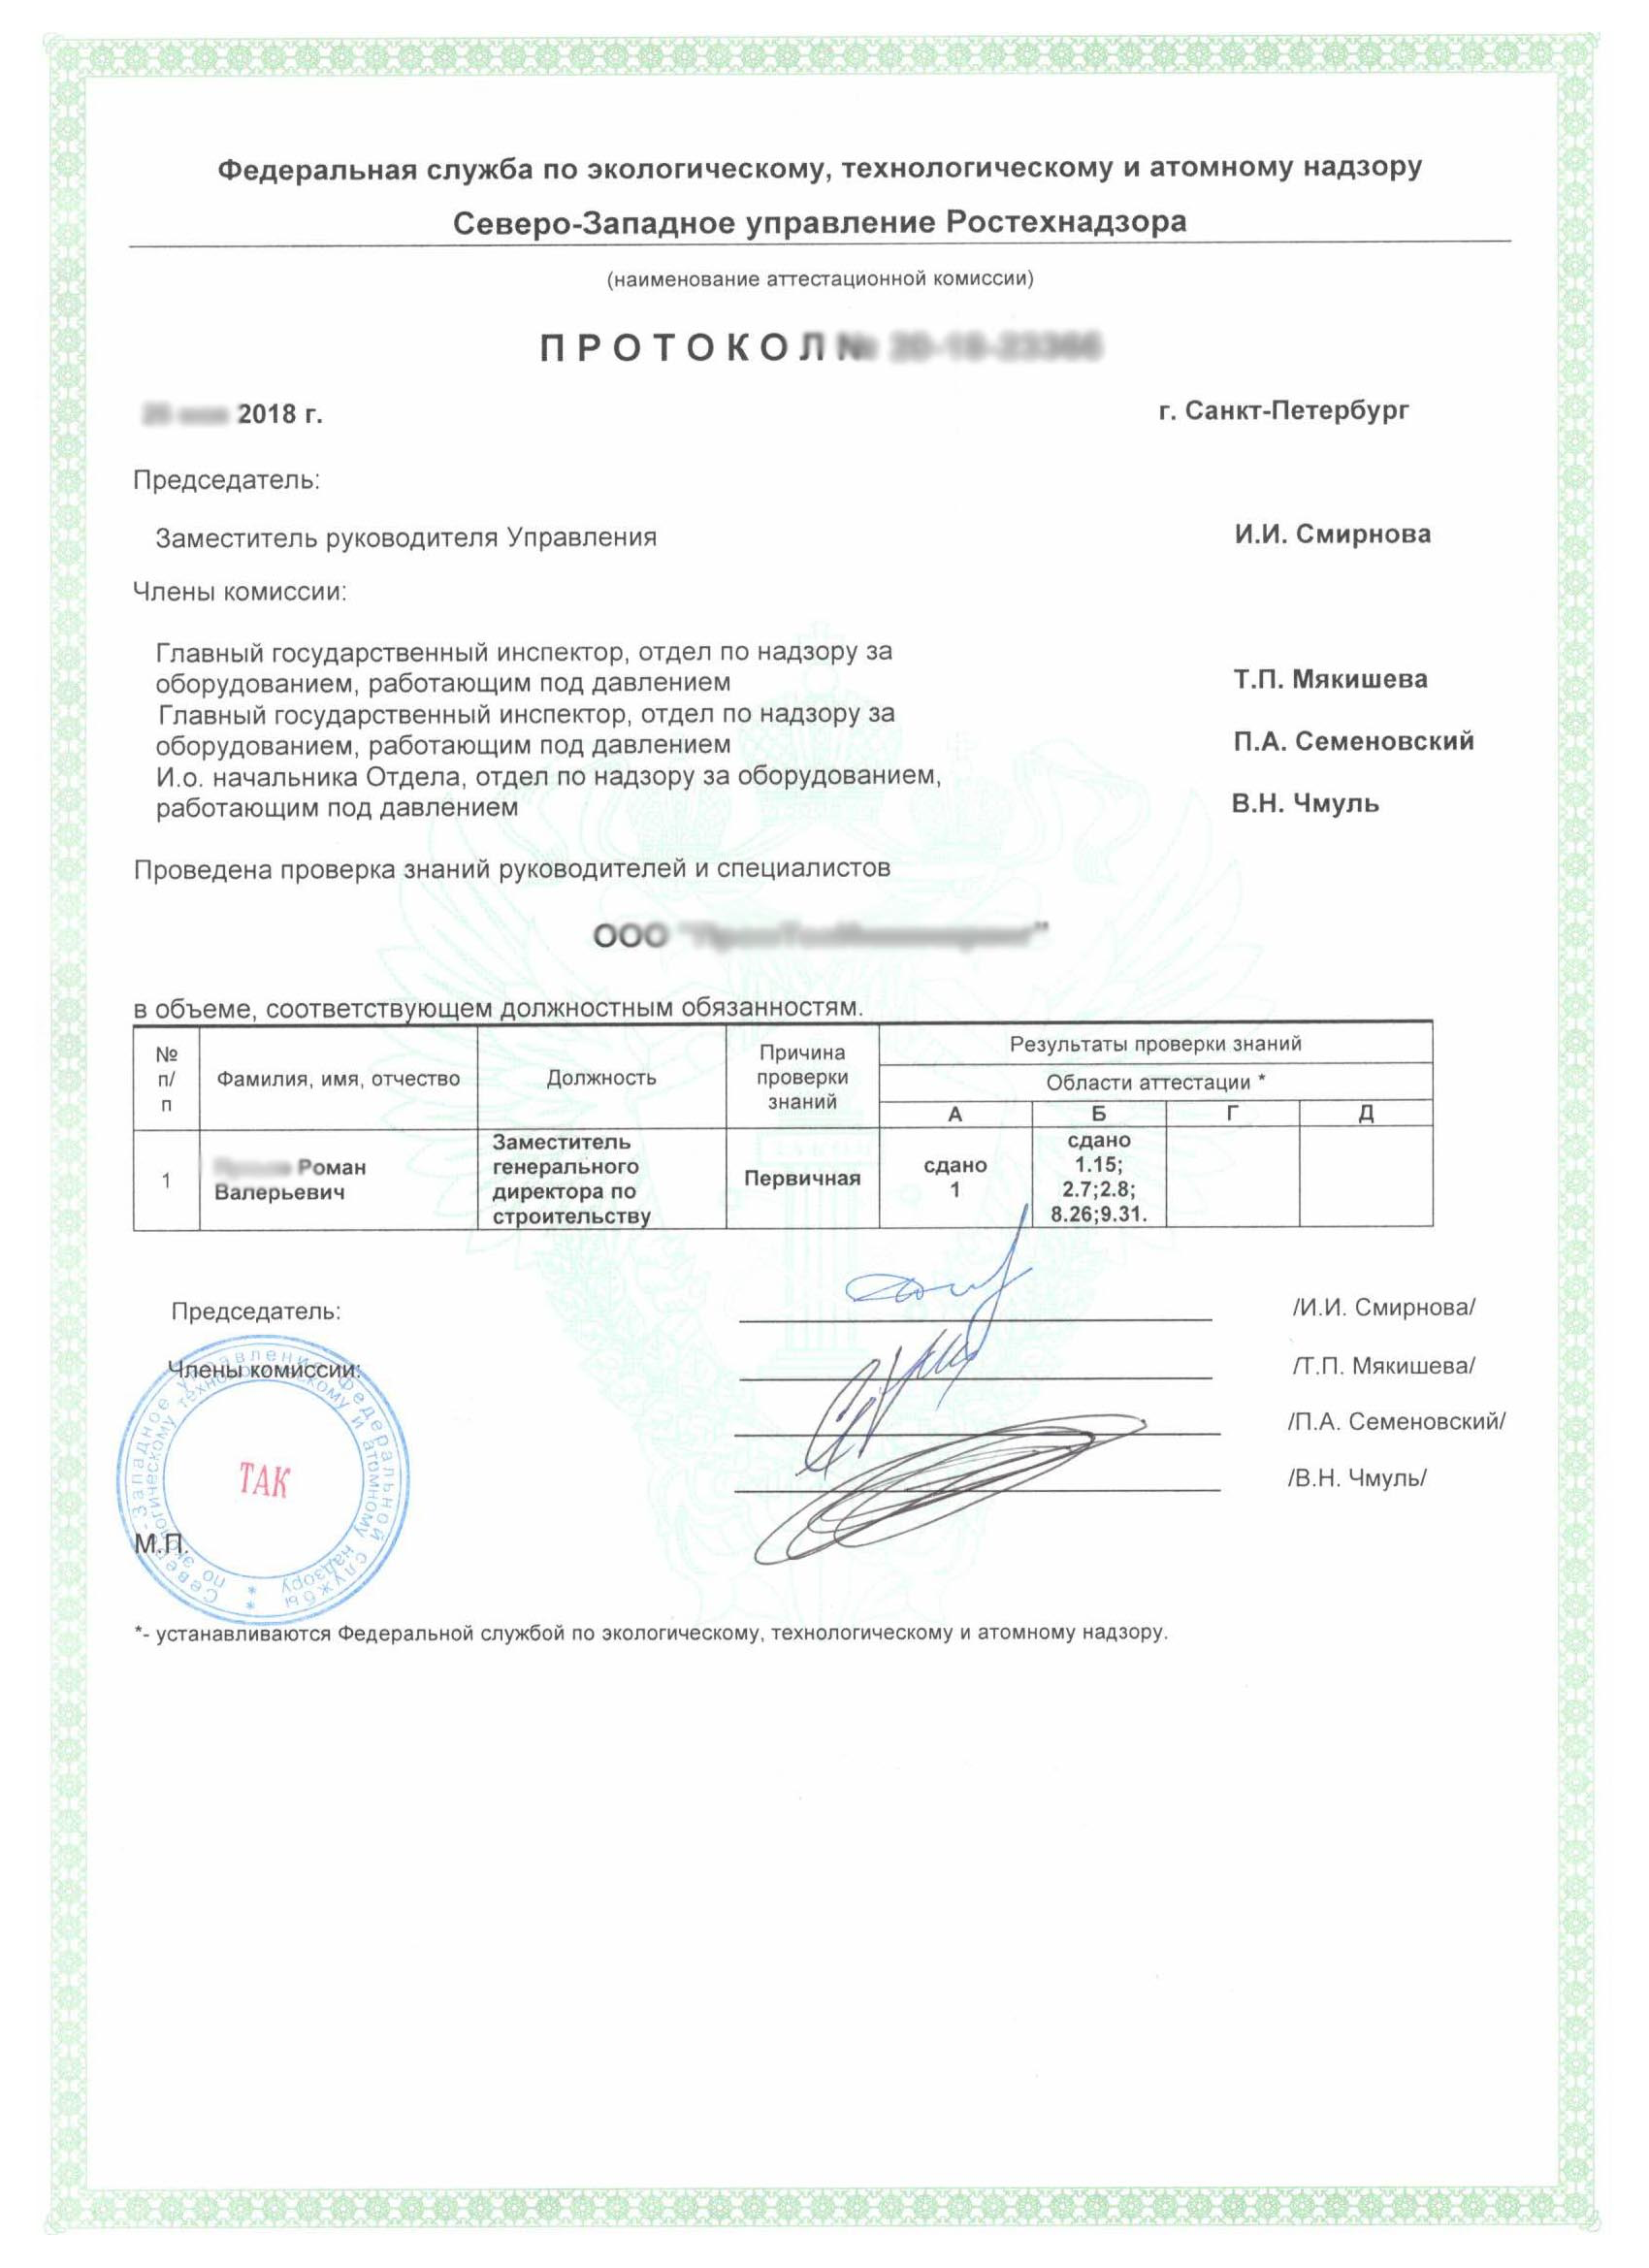 Федеральная служба по экологическому, технологическому и атомному надзору
Северо-Западное управление Ростехнадзора
(наименование аттестационной комиссии)
ПРОТОКОЛ №
2018 г.
г. Санкт-Петербург
Председатель:
Заместитель руководителя Управления
И.И. Смирнова
Члены комиссии:
Главный государственный инспектор, отдел по надзору за
оборудованием, работающим под давлением
Т.П. Мякишева
Главный государственный инспектор, отдел по надзору за
оборудованием, работающим под давлением
П.А. Семеновский
И.о. начальника Отдела, отдел по надзору за оборудованием,
работающим под давлением
В.Н. Чмуль
Проведена проверка знаний руководителей и специалистов
ООО
в объеме, соответствующем должностным обязанностям.
№
п/
п
Фамилия, имя, отчество
Должность
Причина
проверки
знаний
Результаты проверки знаний
Области аттестации *
А
Б
Г
Д
1
Роман
Валерьевич
Заместитель
генерального
директора по
строительству
Первичная
сдано
1
сдано
1.15;
2.7;2.8;
8.26;9.31.
Председатель:
/И.И. Смирнова/
Члены комиссии:
/Т.П. Мякишева/
/П.А. Семеновский/
/В.Н. Чмуль/
Северо-Западное управление Федеральной службы
по экологическому технологическому и атомному надзору
ТАК
М.П.
*- устанавливаются Федеральной службой по экологическому, технологическому и атомному надзору.